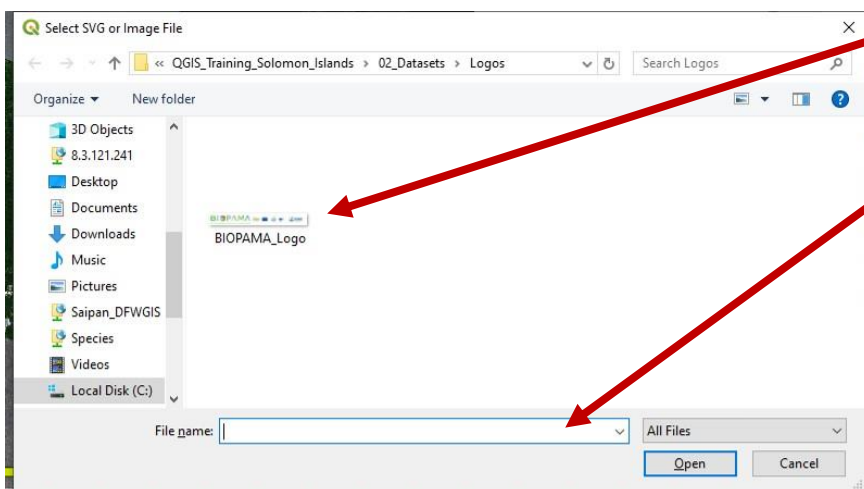 Select SVG or Image File
« QGIS_Training_Solomon_Islands › 02_Datasets › Logos
Search Logos
Organize
New folder
3D Objects
8.3.121.241
Desktop
Documents
Downloads
Music
Pictures
Saipan_DFWGIS
Species
Videos
Local Disk (C:)
BIOPAMA
BIOPAMA_Logo
File name:
All Files
Open
Cancel